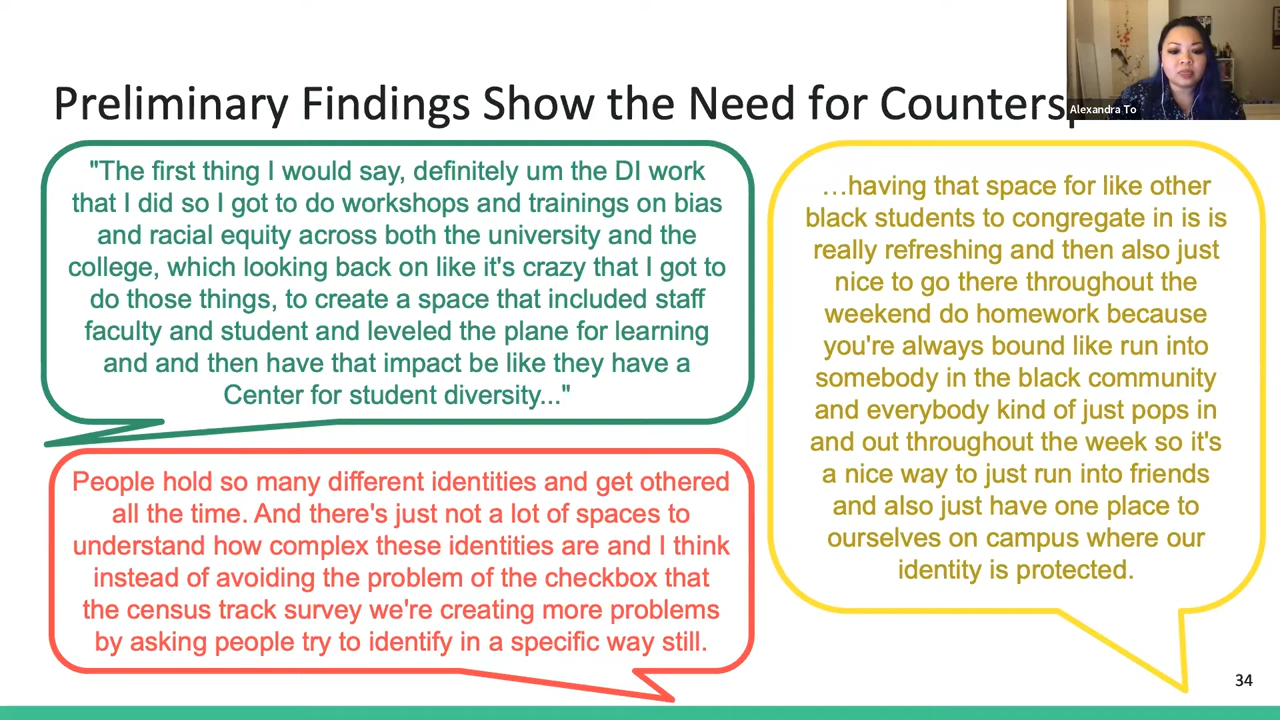 Preliminary Findings Show the Need for Counters
Alexandra To
"The first thing I would say, definitely um the DI work
that I did so I got to do workshops and trainings on bias
and racial equity across both the university and the
college, which looking back on like it's crazy that I got to
do those things, to create a space that included staff
faculty and student and leveled the plane for learning
and and then have that impact be like they have a
Center for student diversity..."
People hold so many different identities and get othered
all the time. And there's just not a lot of spaces to
understand how complex these identities are and I think
instead of avoiding the problem of the checkbox that
the census track survey we're creating more problems
by asking people try to identify in a specific way still.
…having that space for like other
black students to congregate in is is
really refreshing and then also just
nice to go there throughout the
weekend do homework because
you're always bound like run into
somebody in the black community
and everybody kind of just pops in
and out throughout the week so it's
a nice way to just run into friends
and also just have one place to
ourselves on campus where our
identity is protected.
34